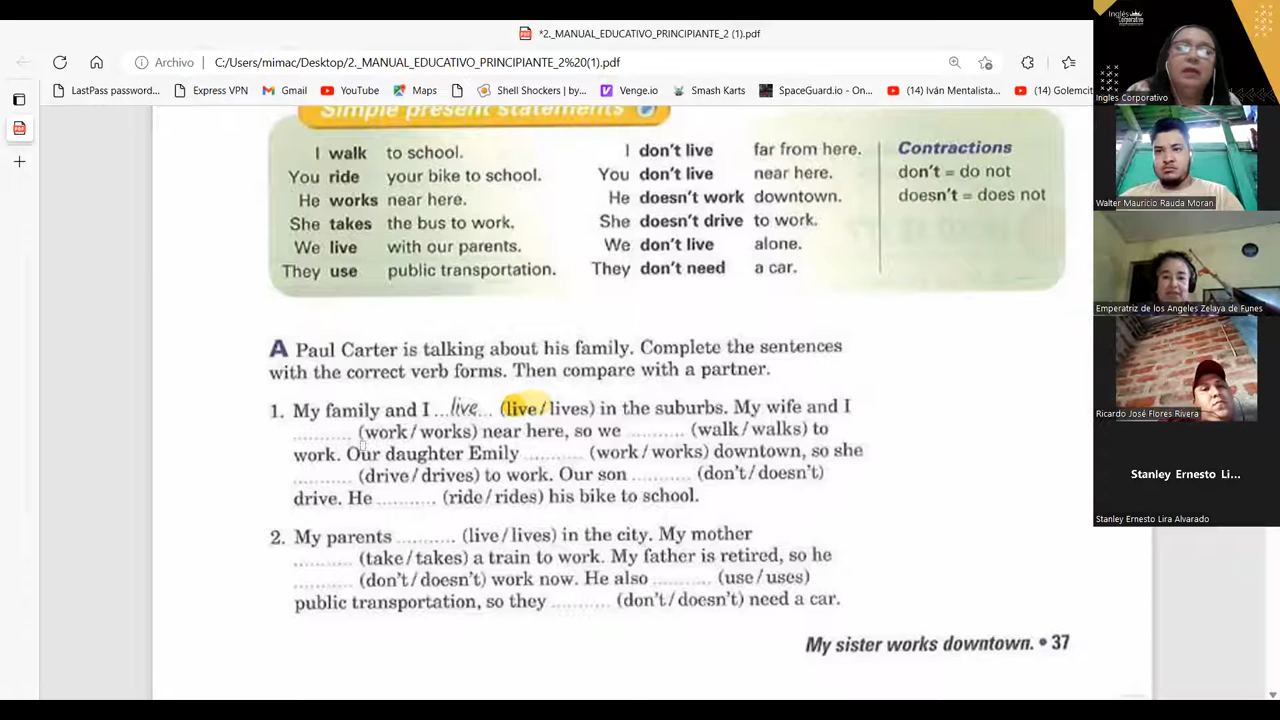 *2._MANUAL_EDUCATIVO_PRINCIPIANTE_2 (1).pdf
Archivo C:/Users/mimac/Desktop/2._MANUAL_EDUCATIVO_PRINCIPIANTE_2%20(1).pdf
LastPass password... Express VPN Gmail YouTube Maps Shell Shockers | by... Venge.io Smash Karts SpaceGuard.io - On... (14) Iván Mentalista... (14) Golemcit
Simple present statements
I walk to school. I don't live far from here. Contractions
You ride your bike to school. You don't live near here. don't = do not
He works near here. He doesn't work downtown. doesn't = does not
She takes the bus to work. She doesn't drive to work.
We live with our parents. We don't live alone.
They use public transportation. They don't need a car.
A Paul Carter is talking about his family. Complete the sentences
with the correct verb forms. Then compare with a partner.
1. My family and I ...live... (live / lives) in the suburbs. My wife and I
.......... (work / works) near here, so we .......... (walk / walks) to
work. Our daughter Emily .......... (work / works) downtown, so she
.......... (drive / drives) to work. Our son .......... (don't / doesn't)
drive. He .......... (ride / rides) his bike to school.
2. My parents .......... (live / lives) in the city. My mother
.......... (take / takes) a train to work. My father is retired, so he
.......... (don't / doesn't) work now. He also .......... (use / uses)
public transportation, so they .......... (don't / doesn't) need a car.
My sister works downtown. • 37
Inglés
Corporativo
Ingles Corporativo
Walter Mauricio Rauda Moran
Emperatriz de los Angeles Zelaya de Funes
Ricardo José Flores Rivera
Stanley Ernesto Li...
Stanley Ernesto Lira Alvarado